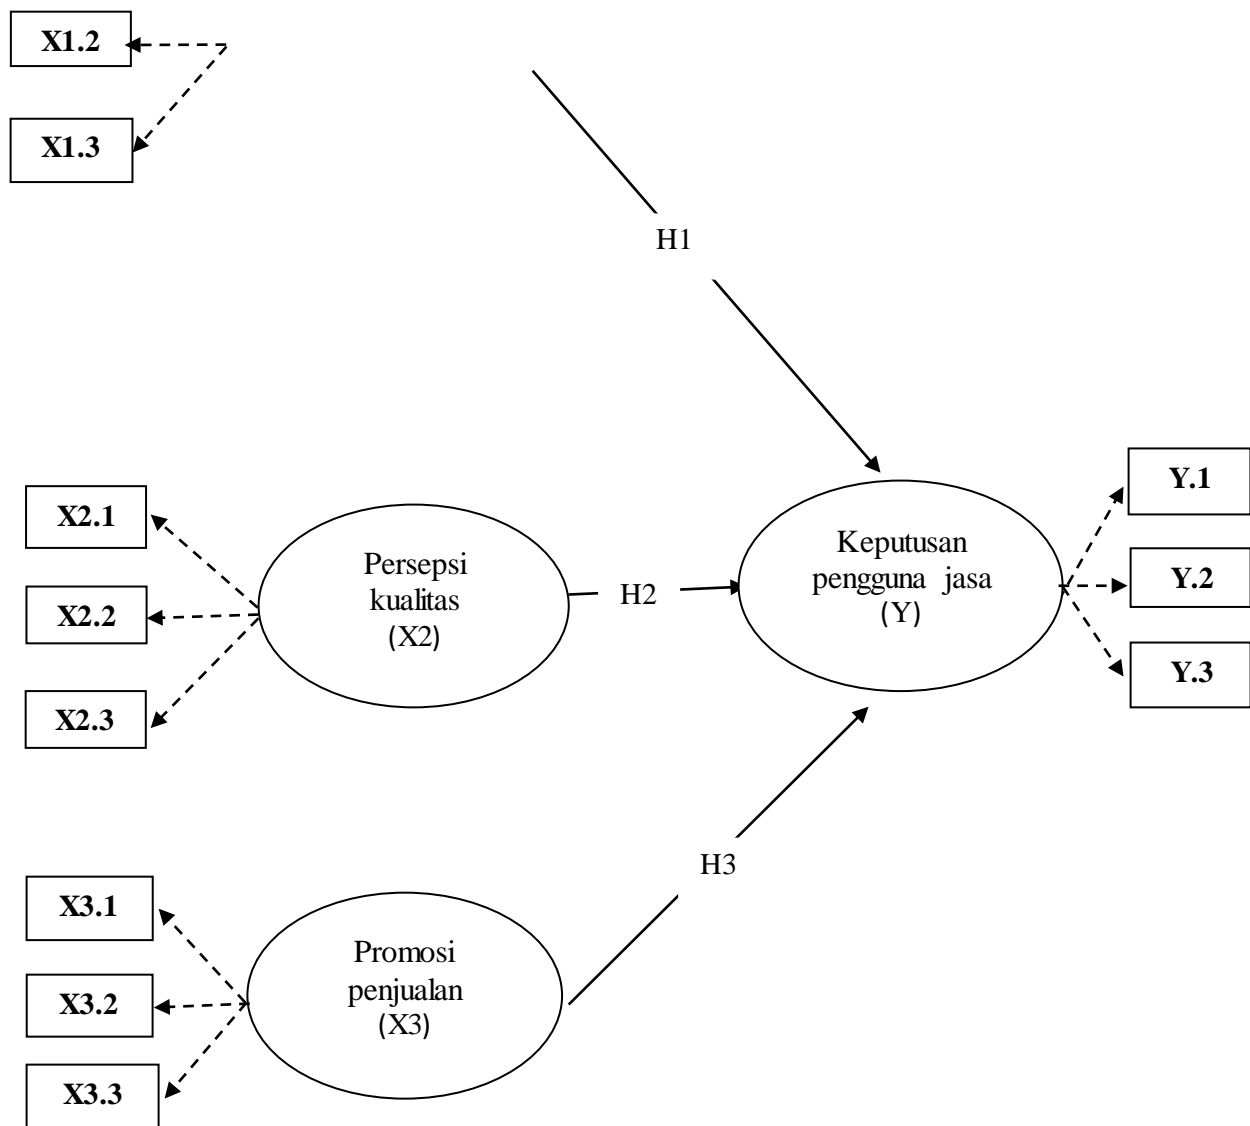 X1.2
X1.3
H1
X2.1
X2.2
X2.3
Persepsi
kualitas
(X2)
H2
Keputusan
pengguna jasa
(Y)
Y.1
Y.2
Y.3
H3
X3.1
X3.2
X3.3
Promosi
penjualan
(X3)